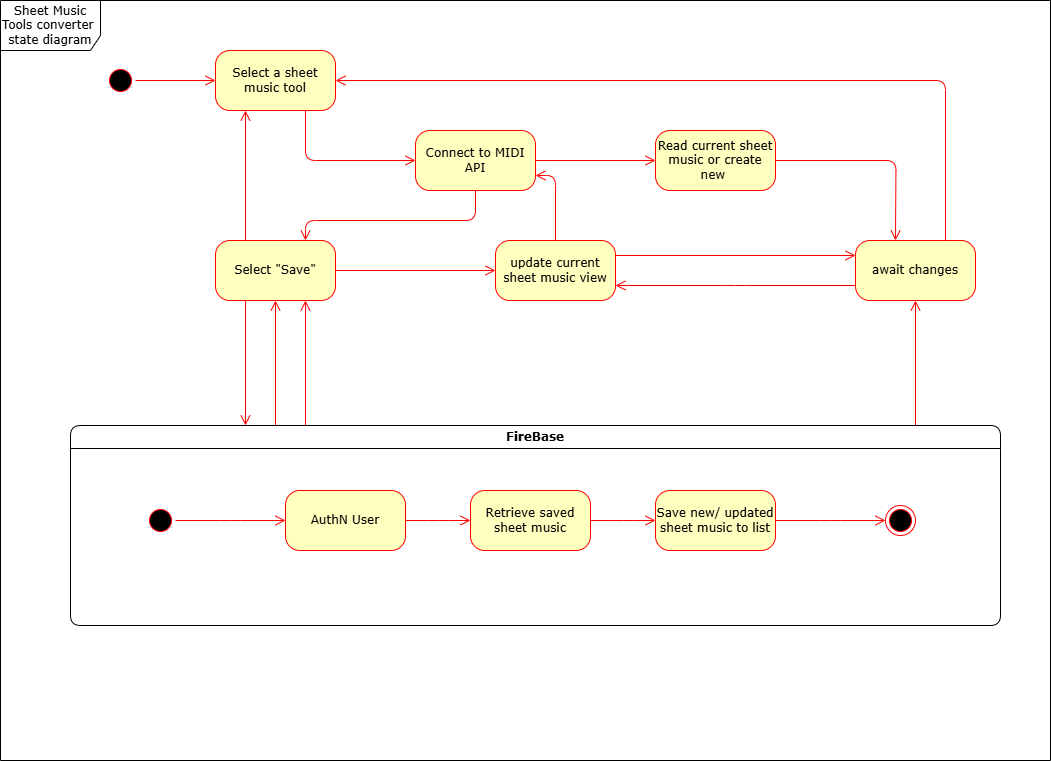 Sheet Music
Tools converter
state diagram
Select a sheet
music tool
Connect to MIDI
API
Read current sheet
music or create
new
Select "Save"
update current
sheet music view
await changes
FireBase
AuthN User
Retrieve saved
sheet music
Save new/ updated
sheet music to list